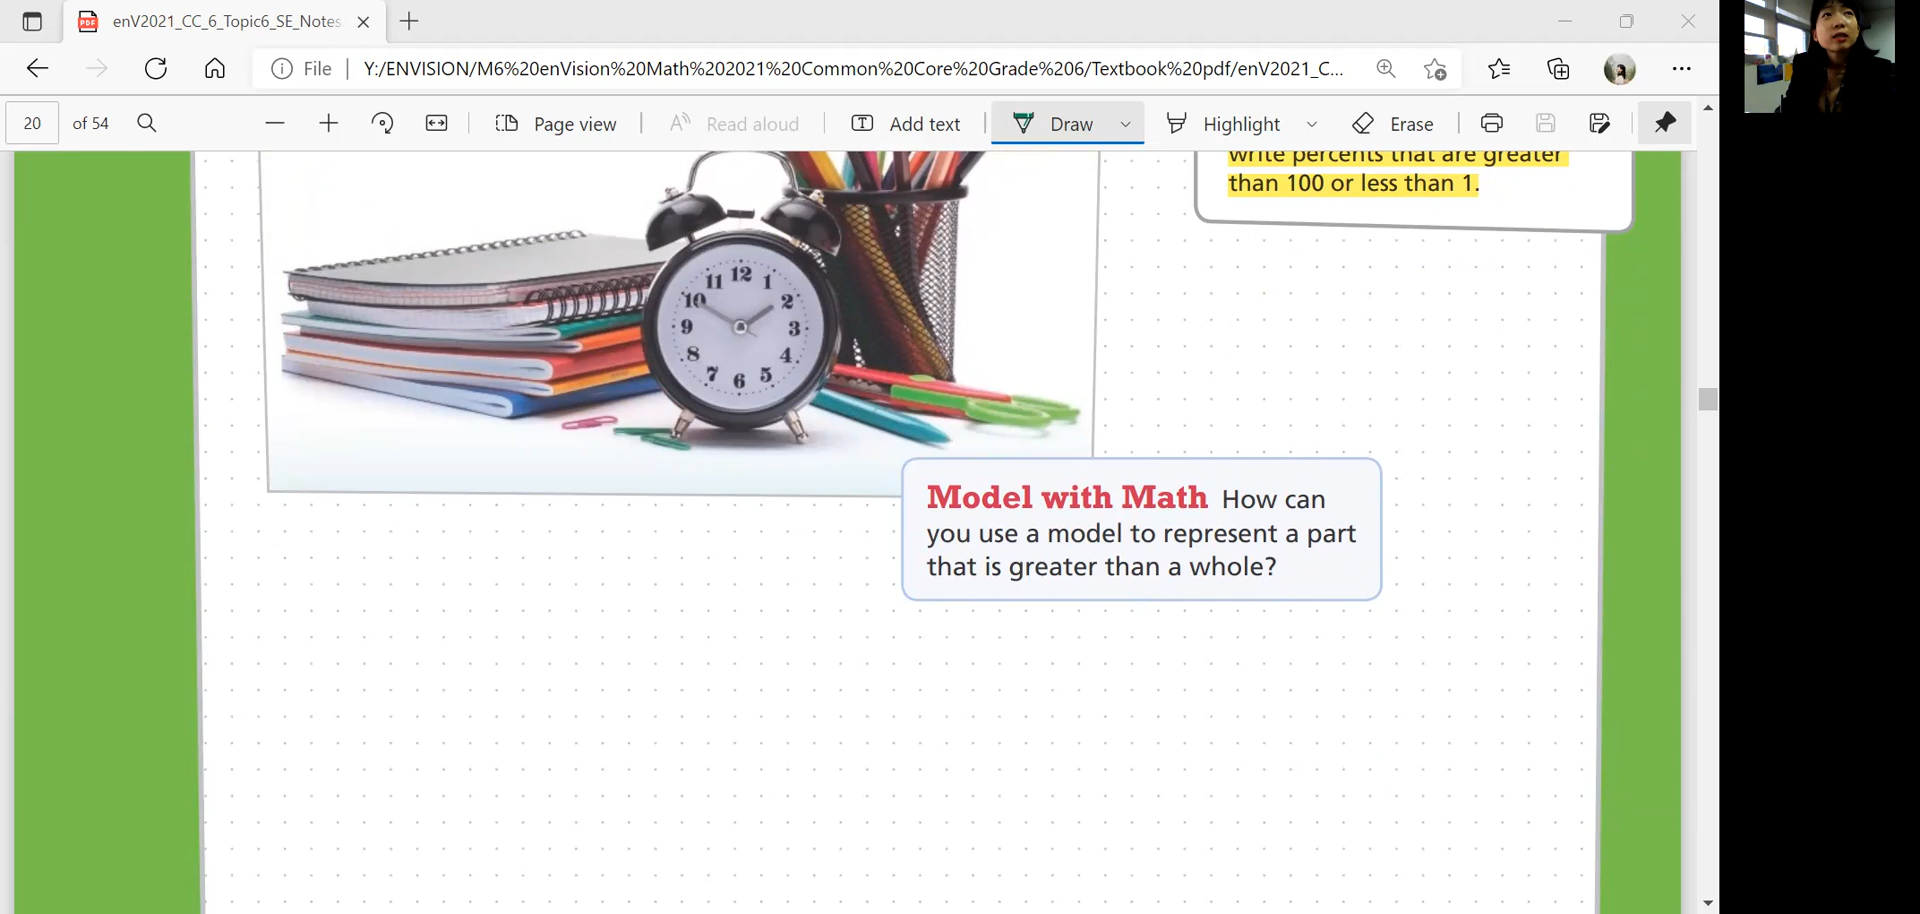 enV2021_CC_6_Topic6_SE_Notes
File
Y:/ENVISION/M6%20enVision%20Math%202021%20Common%20Core%20Grade%206/Textbook%20pdf/enV2021_C...
20 of 54
Page view
Read aloud
Add text
Draw
Highlight
Erase
write percents that are greater
than 100 or less than 1.
12
11 1
10 2
9 3
8 4
7 6 5
Model with Math How can
you use a model to represent a part
that is greater than a whole?